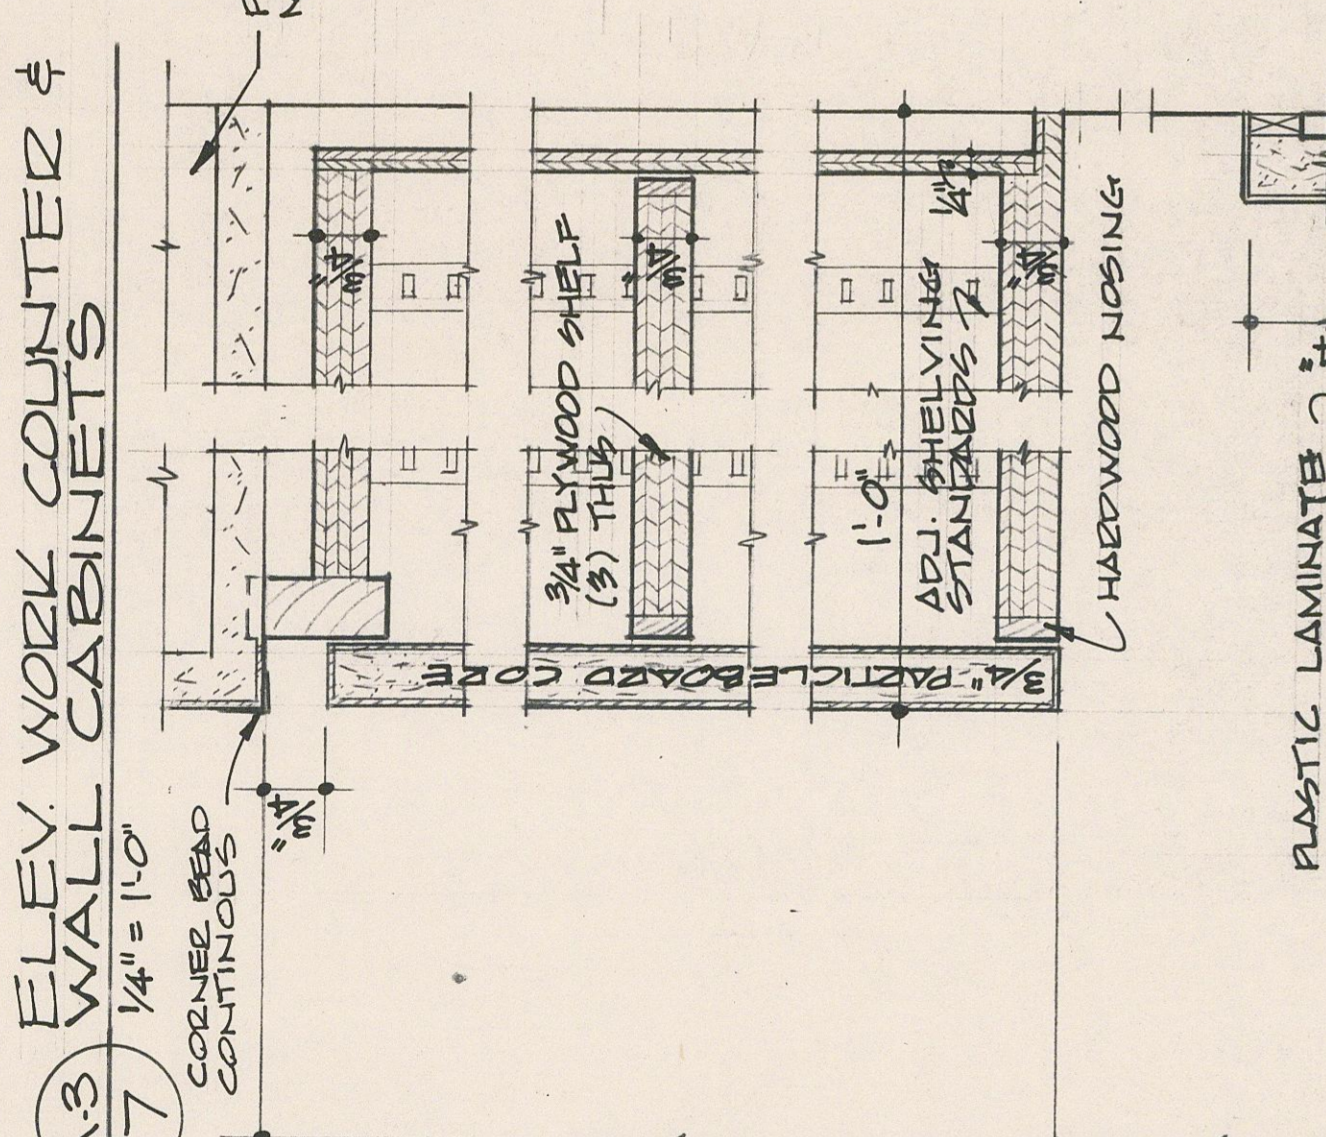 ELEV. WORK COUNTER &
WALL CABINETS
1/4" = 1'-0"
7
CORNER BEAD
CONTINOUS
3/4"
3/4"
3/4" PLYWOOD SHELF
(3) THUS
3/4"
3/4" PARTICLEBOARD CORE
1'-0"
1/4"
ADJ. SHELVING
STANDARDS
3/4"
HARDWOOD NOSING
PLASTIC LAMINATE